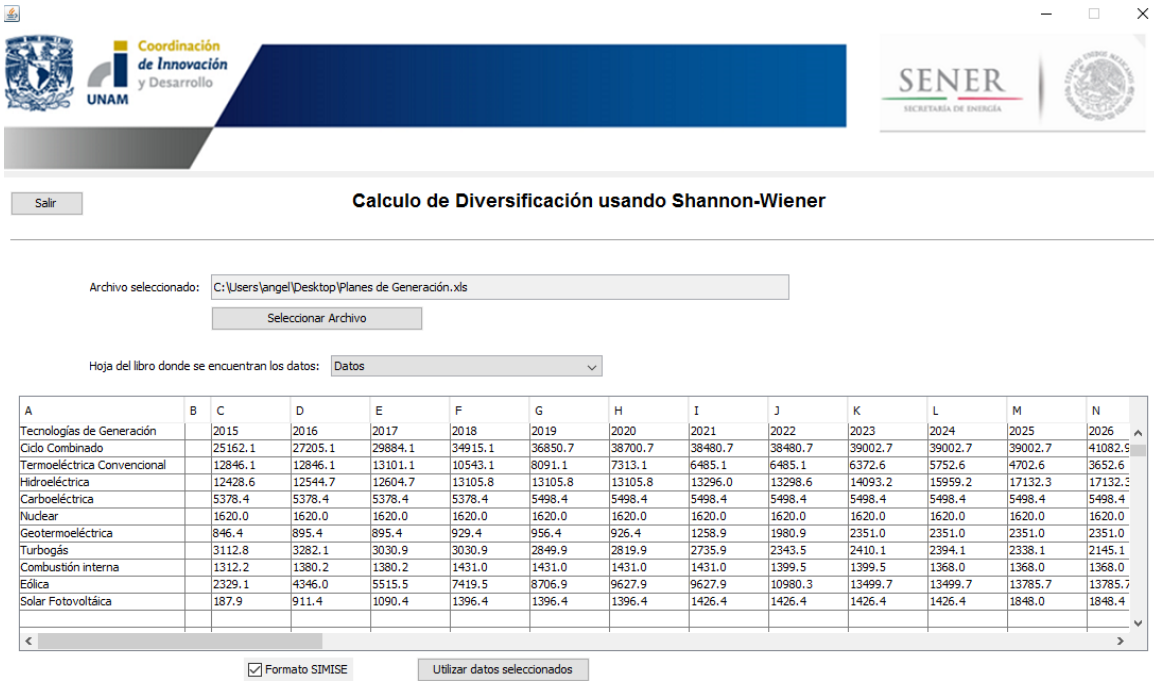 Coordinación
de Innovación
y Desarrollo
UNAM
SENER
SECRETARÍA DE ENERGÍA
Salir
Calculo de Diversificación usando Shannon-Wiener
Archivo seleccionado: C:\Users\angel\Desktop\Planes de Generación.xls
Seleccionar Archivo
Hoja del libro donde se encuentran los datos: Datos
A B C D E F G H I J K L M N
Tecnologías de Generación 2015 2016 2017 2018 2019 2020 2021 2022 2023 2024 2025 2026
Ciclo Combinado 25162.1 27205.1 29884.1 34915.1 36850.7 38700.7 38480.7 38480.7 39002.7 39002.7 39002.7 41082.9
Termoeléctrica Convencional 12846.1 12846.1 13101.1 10543.1 8091.1 7313.1 6485.1 6485.1 6372.6 5752.6 4702.6 3652.6
Hidroeléctrica 12428.6 12544.7 12604.7 13105.8 13105.8 13105.8 13296.0 13298.6 14093.2 15959.2 17132.3 17132.3
Carboeléctrica 5378.4 5378.4 5378.4 5378.4 5498.4 5498.4 5498.4 5498.4 5498.4 5498.4 5498.4 5498.4
Nuclear 1620.0 1620.0 1620.0 1620.0 1620.0 1620.0 1620.0 1620.0 1620.0 1620.0 1620.0 1620.0
Geotermoeléctrica 846.4 895.4 895.4 929.4 956.4 926.4 1258.9 1980.9 2351.0 2351.0 2351.0 2351.0
Turbogás 3112.8 3282.1 3030.9 3030.9 2849.9 2819.9 2735.9 2343.5 2410.1 2394.1 2338.1 2145.1
Combustión interna 1312.2 1380.2 1380.2 1431.0 1431.0 1431.0 1431.0 1399.5 1399.5 1368.0 1368.0 1368.0
Eólica 2329.1 4346.0 5515.5 7419.5 8706.9 9627.9 9627.9 10980.3 13499.7 13499.7 13785.7 13785.7
Solar Fotovoltáica 187.9 911.4 1090.4 1396.4 1396.4 1396.4 1426.4 1426.4 1426.4 1426.4 1848.0 1848.4
Formato SIMISE
Utilizar datos seleccionados